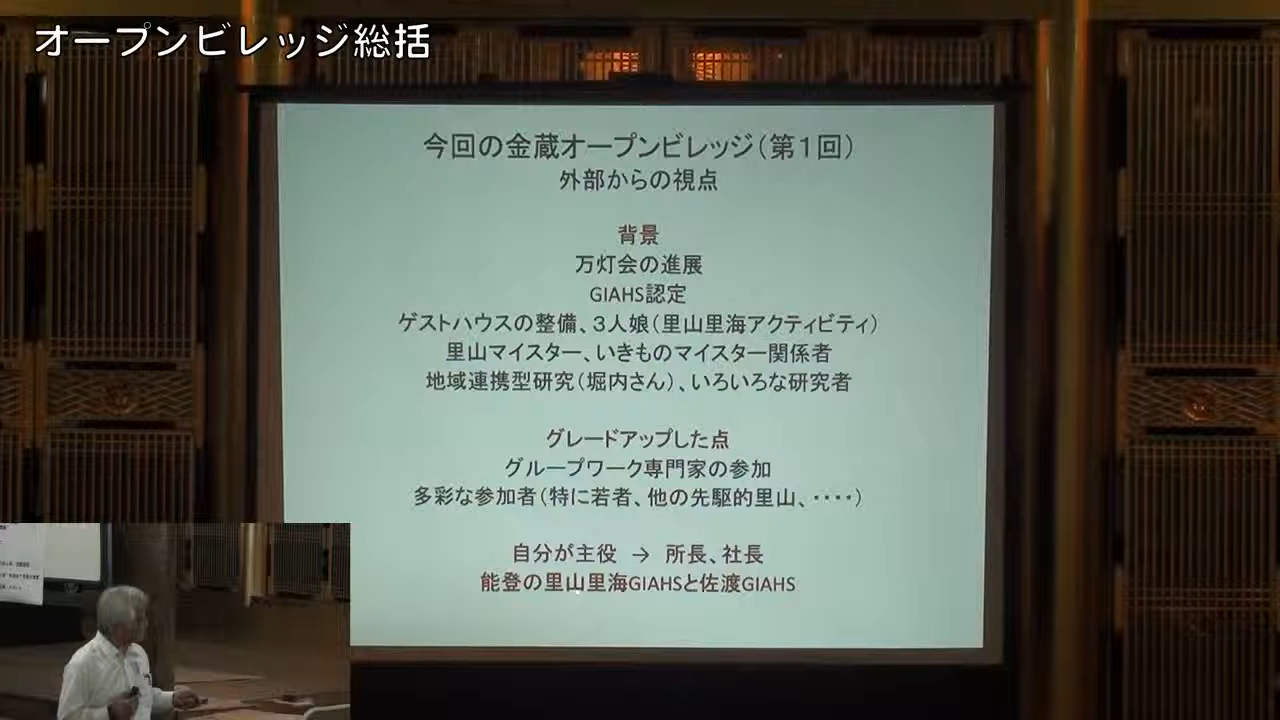 オープンビレッジ総括
今回の金蔵オープンビレッジ（第１回）
外部からの視点
背景
万灯会の進展
GIAHS認定
ゲストハウスの整備、３人娘（里山里海アクティビティ）
里山マイスター、いきものマイスター関係者
地域連携型研究（堀内さん）、いろいろな研究者
グレードアップした点
グループワーク専門家の参加
多彩な参加者（特に若者、他の先駆的里山、・・・・）
自分が主役 → 所長、社長
能登の里山里海GIAHSと佐渡GIAHS